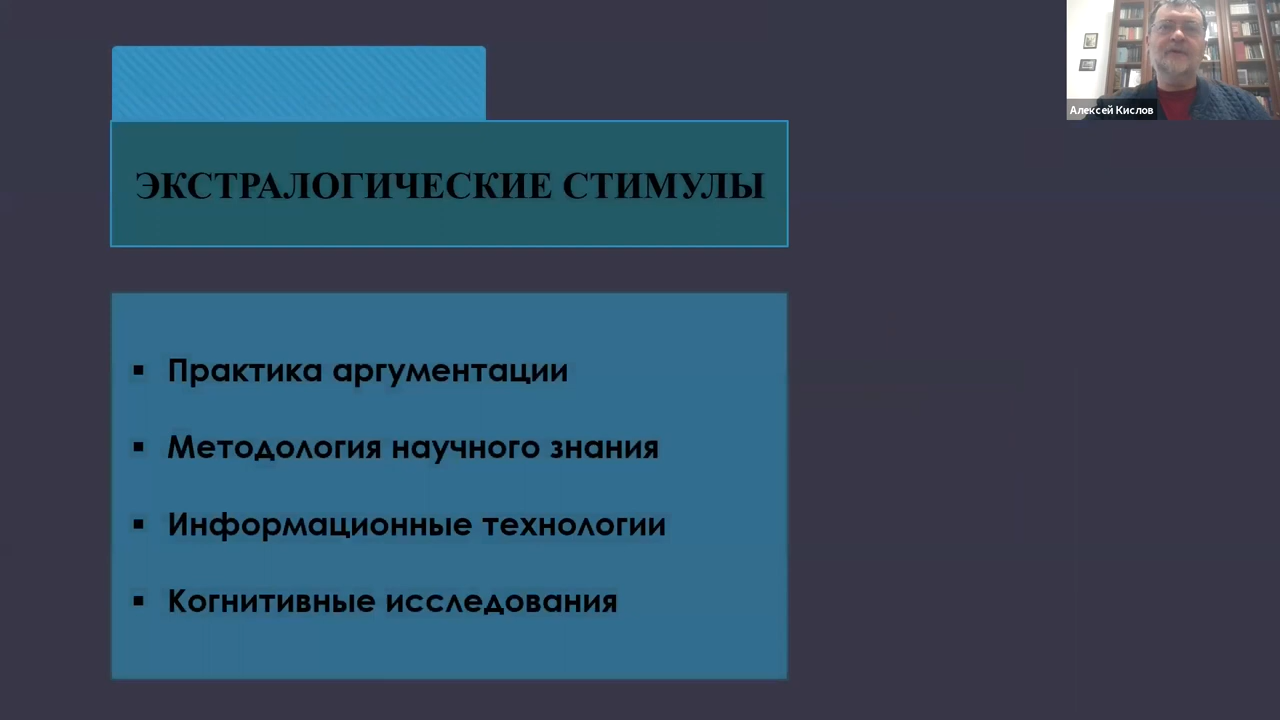 Алексей Кислов
ЭКСТРАЛОГИЧЕСКИЕ СТИМУЛЫ
▪ Практика аргументации
▪ Методология научного знания
▪ Информационные технологии
▪ Когнитивные исследования